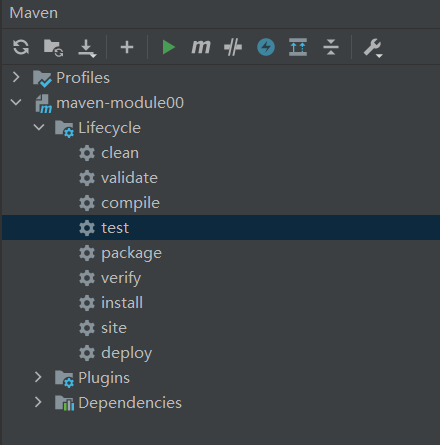 Maven
Profiles
maven-module00
Lifecycle
clean
validate
compile
test
package
verify
install
site
deploy
Plugins
Dependencies